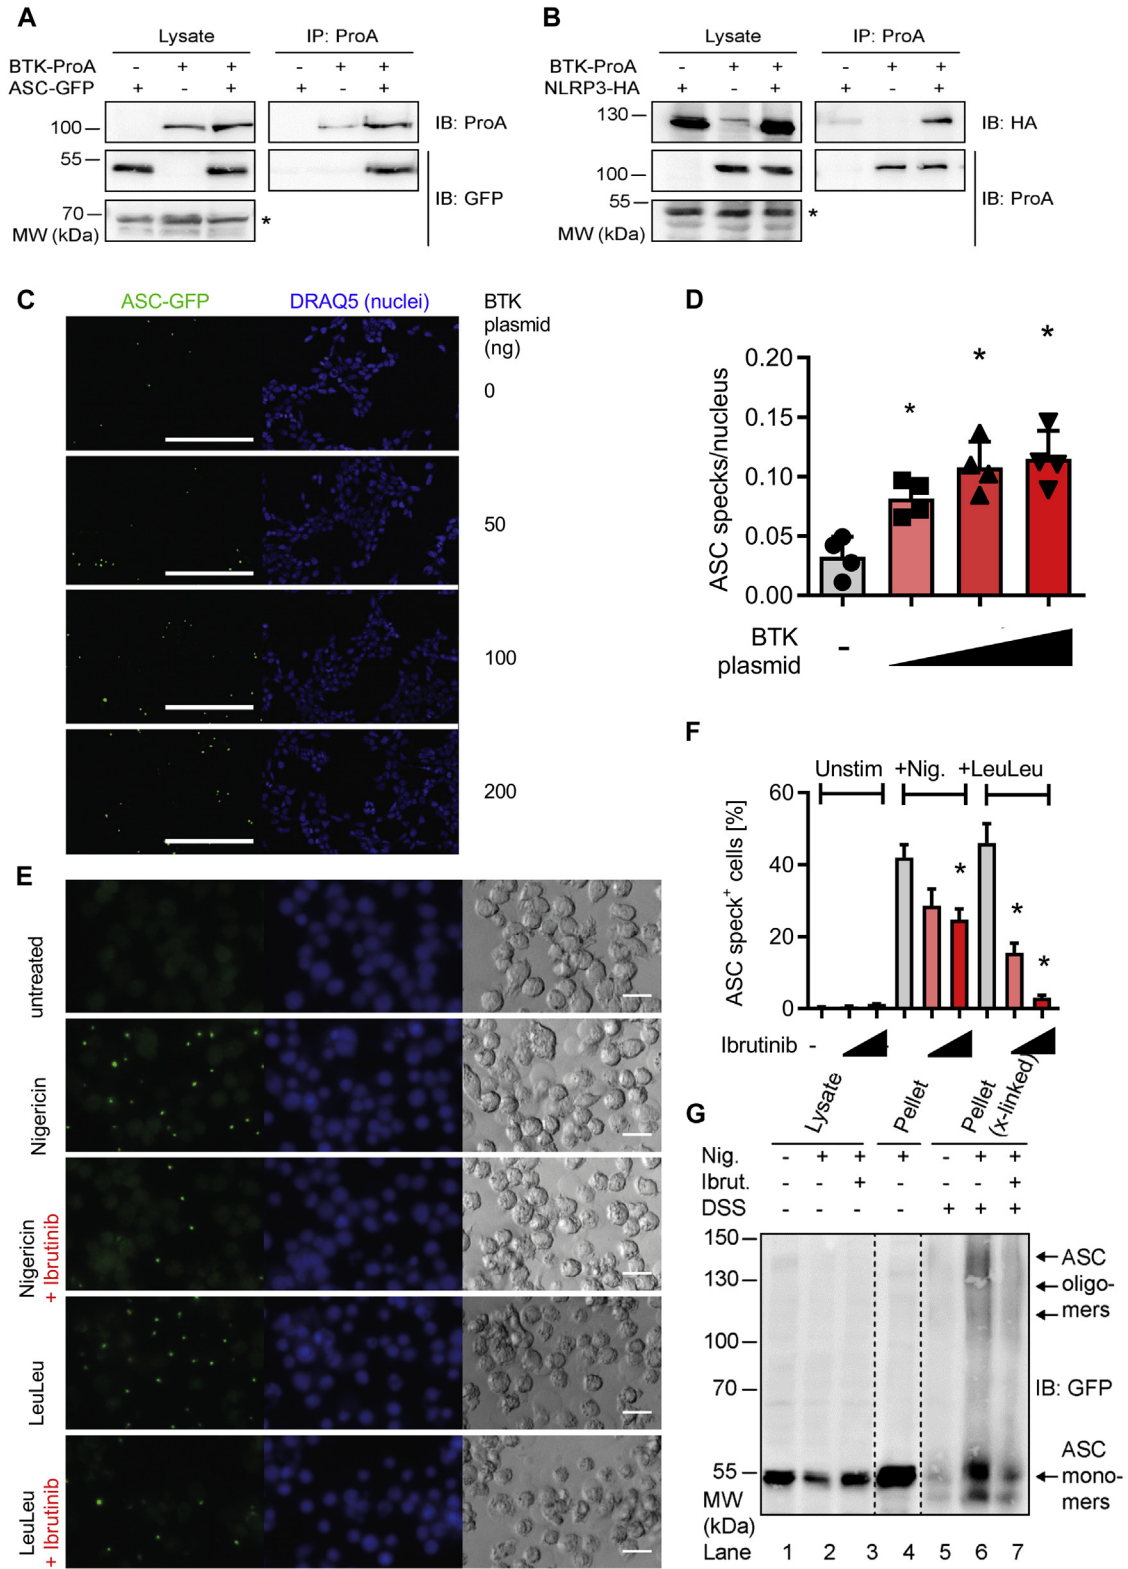 A
Lysate IP: ProA
BTK-ProA - + + - + +
ASC-GFP + - + + - +
100 IB: ProA
55
IB: GFP
70 *
MW (kDa)
B
Lysate IP: ProA
BTK-ProA - + + - + +
NLRP3-HA + - + + - +
130 IB: HA
100
IB: ProA
55 *
MW (kDa)
C
ASC-GFP DRAQ5 (nuclei) BTK
plasmid
(ng)
0
50
100
200
D
ASC specks/nucleus
0.20
0.15
0.10
0.05
0.00
* * *
BTK
plasmid
-
E
untreated
Nigericin
Nigericin
+ Ibrutinib
LeuLeu
LeuLeu
+ Ibrutinib
F
Unstim +Nig. +LeuLeu
ASC speck+ cells [%]
60
40
20
0
* * *
Ibrutinib -
G
Lysate Pellet Pellet
(x-linked)
Nig. - + + + - + +
Ibrut. - - + - - - +
DSS - - - - + + +
150
130
100
70
55
MW
(kDa)
ASC
oligo-
mers
IB: GFP
ASC
mono-
mers
Lane 1 2 3 4 5 6 7